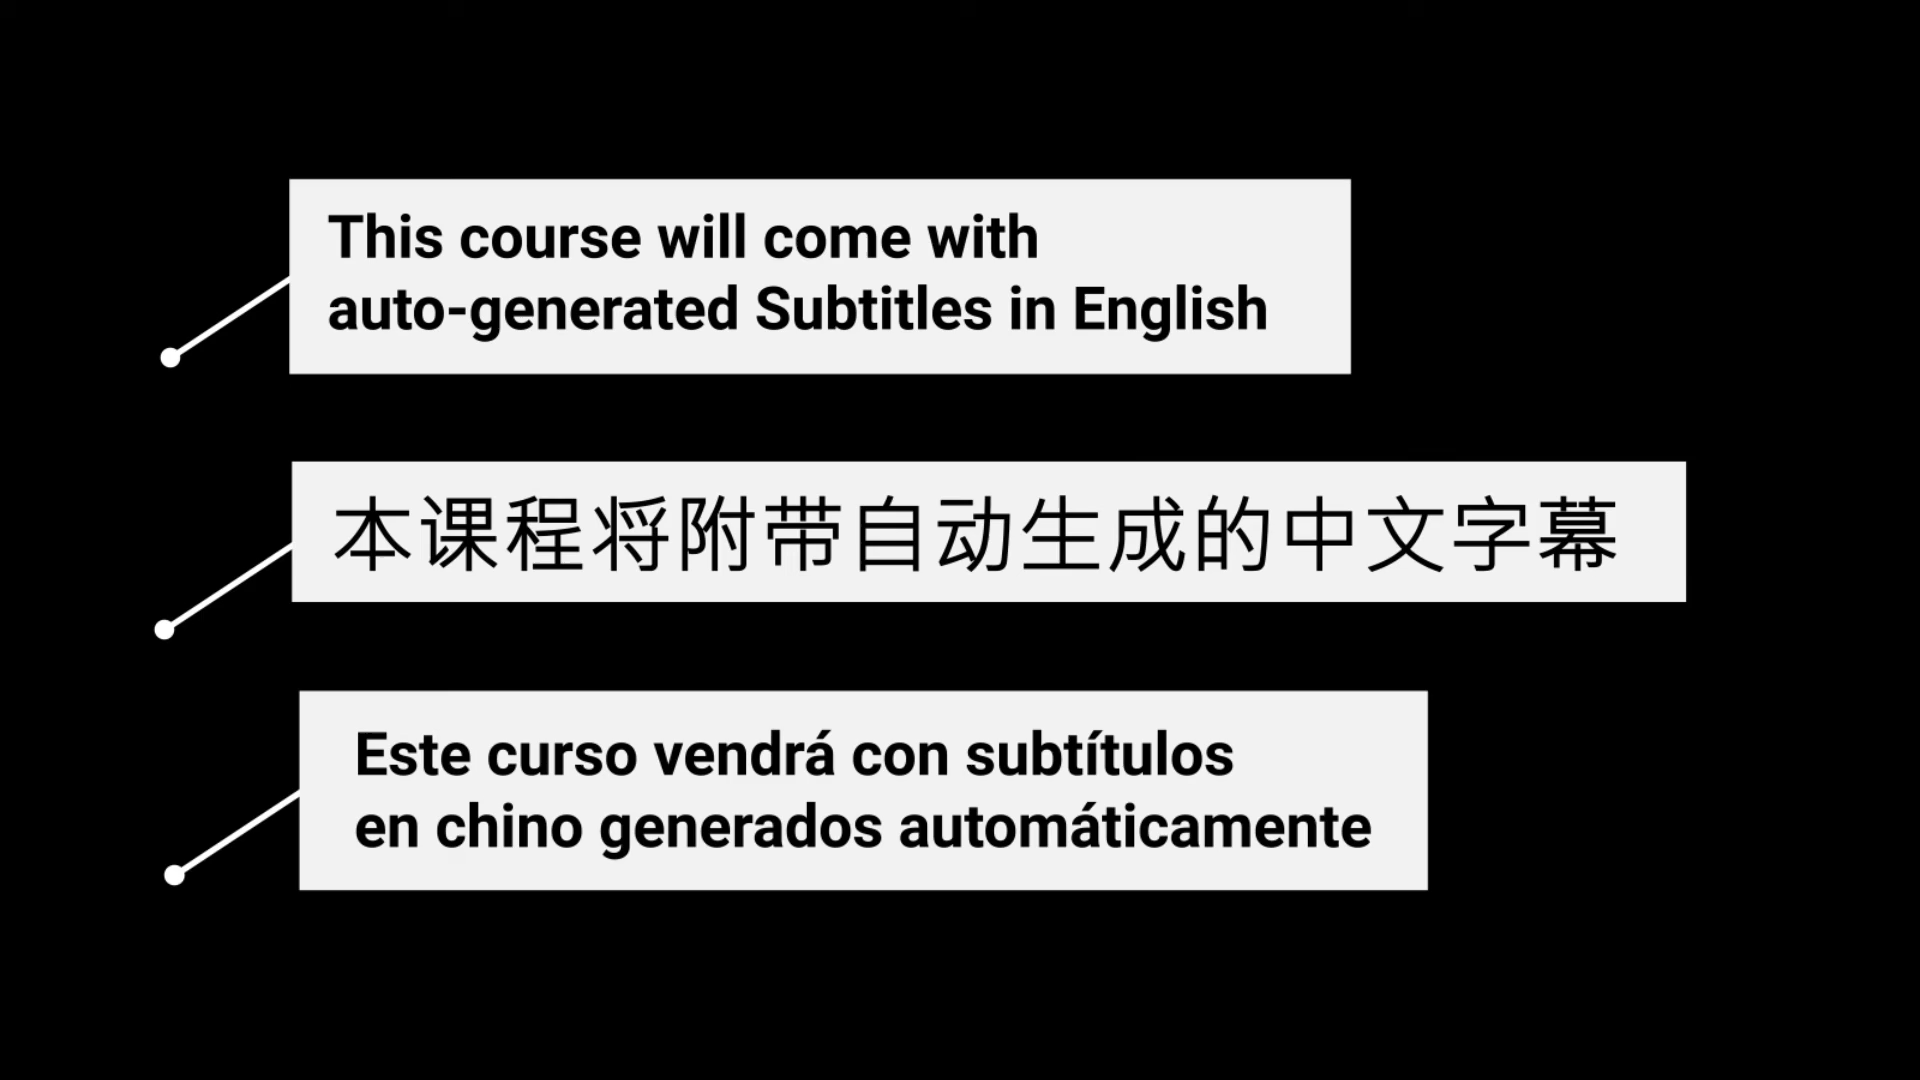 This course will come with
auto-generated Subtitles in English
本课程将附带自动生成的中文字幕
Este curso vendrá con subtítulos
en chino generados automáticamente